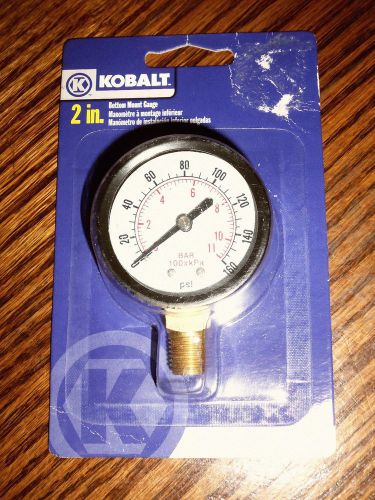 K KOBALT
2 in.
Bottom Mount Gauge
Manomètre à montage inférieur
Manómetro de instalación inferior pulgadas
20 40 60 80 100 120 140 160
2 4 6 8 10 11
BAR
100xkPa
psi
K